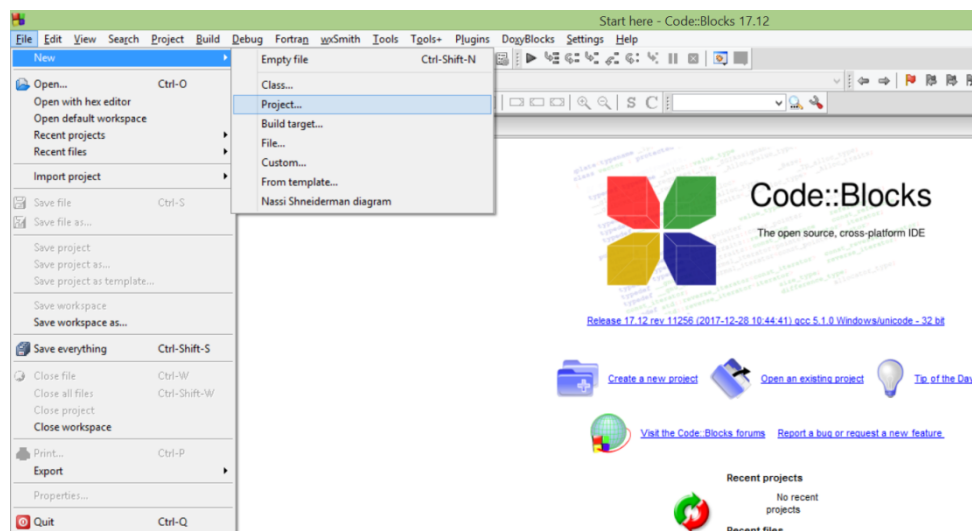 Start here - Code::Blocks 17.12
File Edit View Search Project Build Debug Fortran wxSmith Tools Tools+ Plugins DoxyBlocks Settings Help
New
Open... Ctrl-O
Open with hex editor
Open default workspace
Recent projects
Recent files
Import project
Save file Ctrl-S
Save file as...
Save project
Save project as...
Save project as template...
Save workspace
Save workspace as...
Save everything Ctrl-Shift-S
Close file Ctrl-W
Close all files Ctrl-Shift-W
Close project
Close workspace
Print... Ctrl-P
Export
Properties...
Quit Ctrl-Q
Empty file Ctrl-Shift-N
Class...
Project...
Build target...
File...
Custom...
From template...
Nassi Shneiderman diagram
S C
Code::Blocks
The open source, cross-platform IDE
Release 17.12 rev 11256 (2017-12-28 10:44:41) gcc 5.1.0 Windows/unicode - 32 bit
Create a new project Open an existing project Tip of the Da
Visit the Code::Blocks forums Report a bug or request a new feature
Recent projects
No recent
projects
Recent files